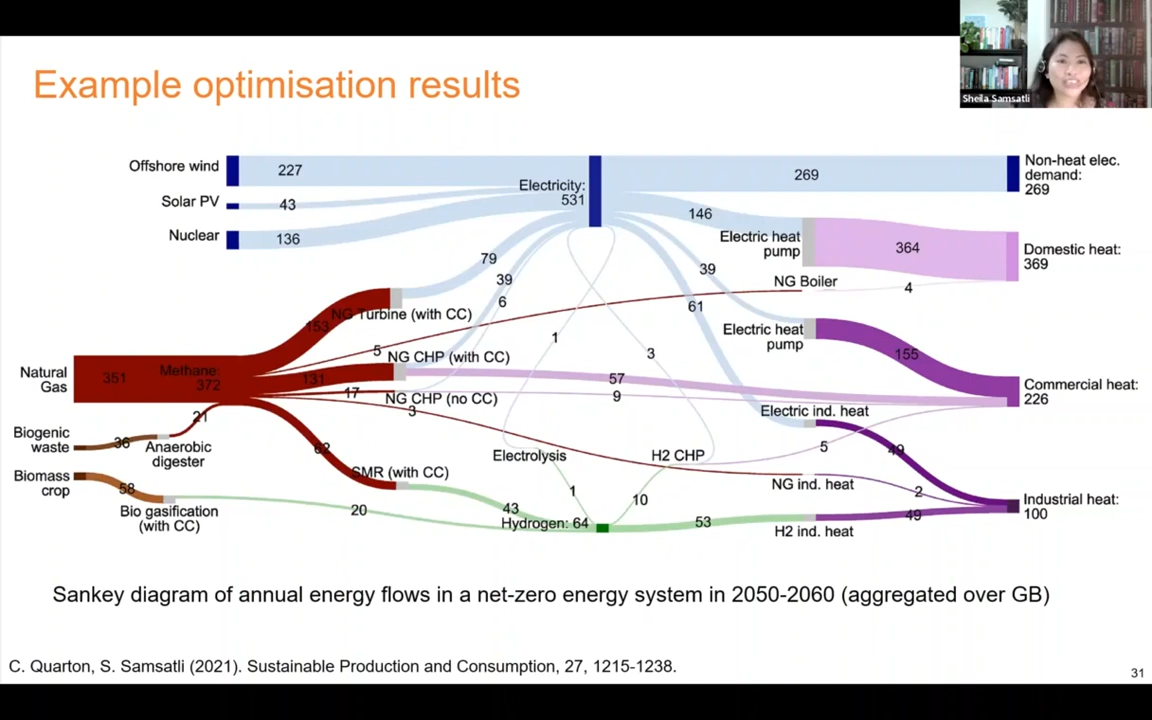 Example optimisation results
Sheila Samsatli
Offshore wind
227
Solar PV
43
Nuclear
136
Electricity:
531
269
Non-heat elec.
demand:
269
146
Electric heat
pump
364
Domestic heat:
369
79
39
6
39
61
NG Boiler
4
NG Turbine (with CC)
153
1
3
Electric heat
pump
155
5
NG CHP (with CC)
Natural
Gas
351
Methane:
372
131
57
Commercial heat:
226
17
NG CHP (no CC)
9
3
21
Electric ind. heat
Biogenic
waste
36
Anaerobic
digester
62
Electrolysis
H2 CHP
5
49
SMR (with CC)
Biomass
crop
58
NG ind. heat
2
1
10
Industrial heat:
100
Bio gasification
(with CC)
20
43
Hydrogen: 64
53
49
H2 ind. heat
Sankey diagram of annual energy flows in a net-zero energy system in 2050-2060 (aggregated over GB)
C. Quarton, S. Samsatli (2021). Sustainable Production and Consumption, 27, 1215-1238.
31